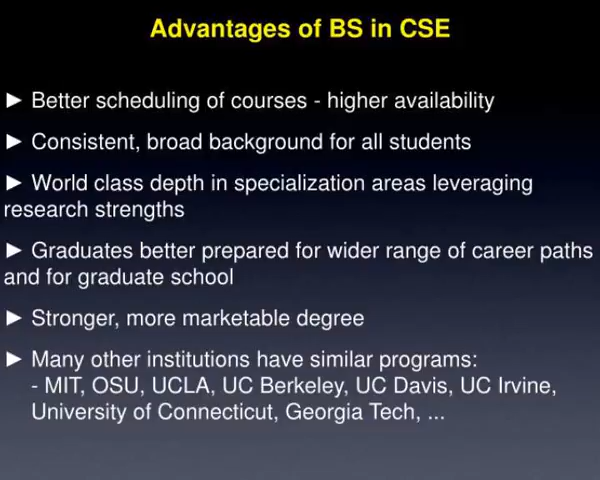 Advantages of BS in CSE
► Better scheduling of courses - higher availability
► Consistent, broad background for all students
► World class depth in specialization areas leveraging
research strengths
► Graduates better prepared for wider range of career paths
and for graduate school
► Stronger, more marketable degree
► Many other institutions have similar programs:
- MIT, OSU, UCLA, UC Berkeley, UC Davis, UC Irvine,
University of Connecticut, Georgia Tech, ...